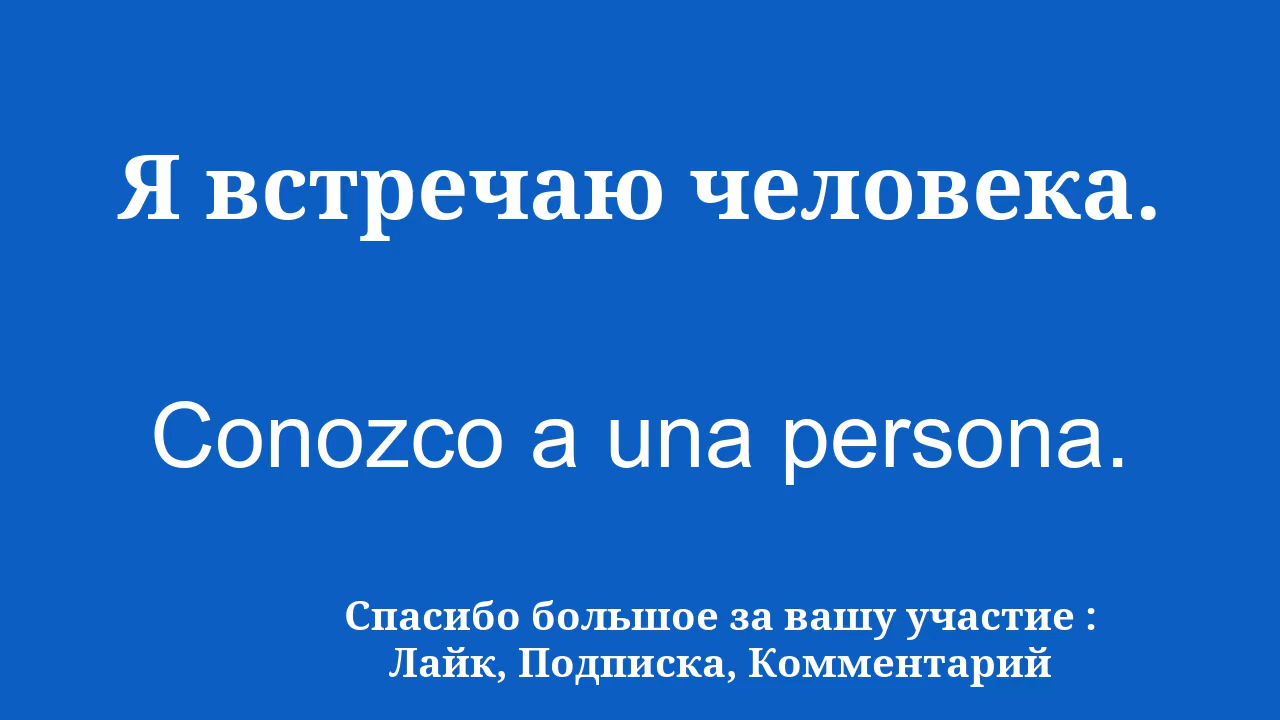 Я встречаю человека.
Conozco a una persona.
Спасибо большое за вашу участие :
Лайк, Подписка, Комментарий